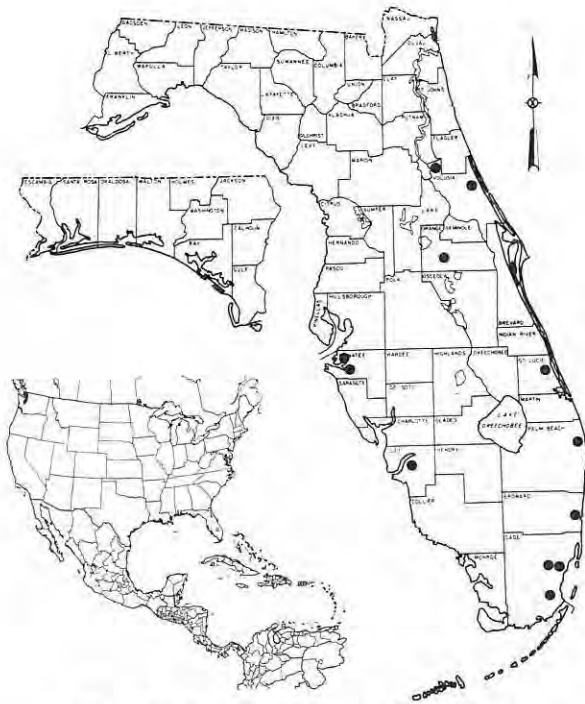 NASSAU
GADSDEN
LEON
JEFFERSON
MADISON
HAMILTON
BAKER
DUVAL
LIBERTY
WAKULLA
TAYLOR
SUWANNEE
COLUMBIA
UNION
CLAY
ST JOHNS
FRANKLIN
LAFAYETTE
BRADFORD
DIXIE
GILCHRIST
ALACHUA
PUTNAM
FLAGLER
LEVY
MARION
VOLUSIA
ESCAMBIA
SANTA ROSA
OKALOOSA
WALTON
HOLMES
JACKSON
WASHINGTON
BAY
CALHOUN
GULF
CITRUS
SUMTER
LAKE
HERNANDO
ORANGE
SEMINOLE
PASCO
POLK
OSCEOLA
HILLSBOROUGH
PINELLAS
BREVARD
INDIAN RIVER
MANATEE
HARDEE
HIGHLANDS
OKEECHOBEE
ST. LUCIE
SARASOTA
DE SOTO
MARTIN
CHARLOTTE
GLADES
LAKE
OKEECHOBEE
PALM BEACH
LEE
HENDRY
COLLIER
BROWARD
DADE
MONROE